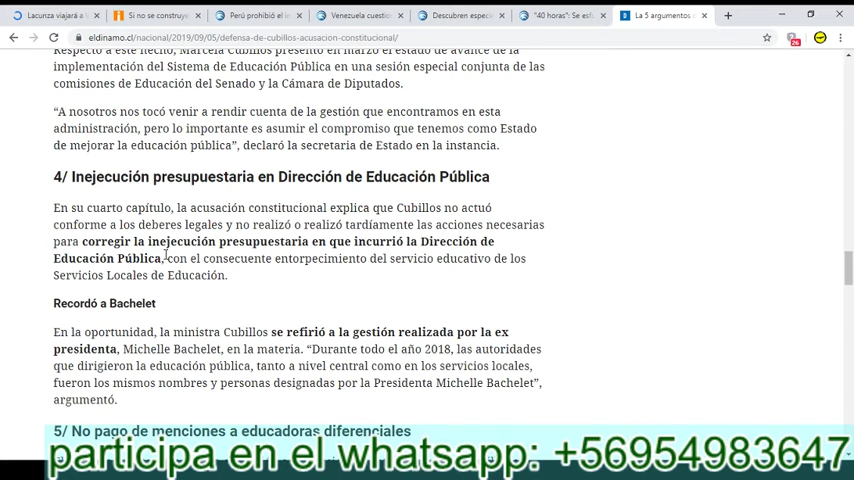 Lacunza viajará a
Si no se construye
Perú prohibió el in
Venezuela cuestio
Descubren especi
"40 horas": Se esfu
La 5 argumentos d
eldinamo.cl/nacional/2019/09/05/defensa-de-cubillos-acusacion-constitucional/
26
Respecto a este hecho, Marcela Cubillos presentó en marzo el estado de avance de la
implementación del Sistema de Educación Pública en una sesión especial conjunta de las
comisiones de Educación del Senado y la Cámara de Diputados.
“A nosotros nos tocó venir a rendir cuenta de la gestión que encontramos en esta
administración, pero lo importante es asumir el compromiso que tenemos como Estado
de mejorar la educación pública”, declaró la secretaria de Estado en la instancia.
4/ Inejecución presupuestaria en Dirección de Educación Pública
En su cuarto capítulo, la acusación constitucional explica que Cubillos no actuó
conforme a los deberes legales y no realizó o realizó tardíamente las acciones necesarias
para corregir la inejecución presupuestaria en que incurrió la Dirección de
Educación Pública, con el consecuente entorpecimiento del servicio educativo de los
Servicios Locales de Educación.
Recordó a Bachelet
En la oportunidad, la ministra Cubillos se refirió a la gestión realizada por la ex
presidenta, Michelle Bachelet, en la materia. “Durante todo el año 2018, las autoridades
que dirigieron la educación pública, tanto a nivel central como en los servicios locales,
fueron los mismos nombres y personas designadas por la Presidenta Michelle Bachelet”,
argumentó.
5/ No pago de menciones a educadoras diferenciales
participa en el whatsapp: +56954983647